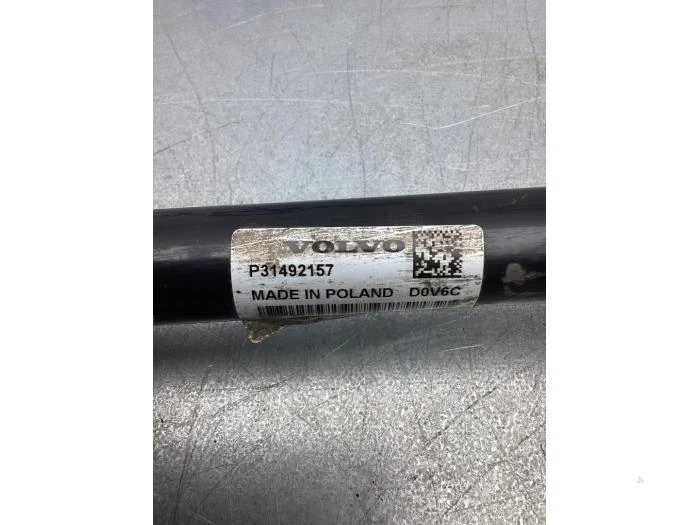 VOLVO
P31492157
MADE IN POLAND D0V6C